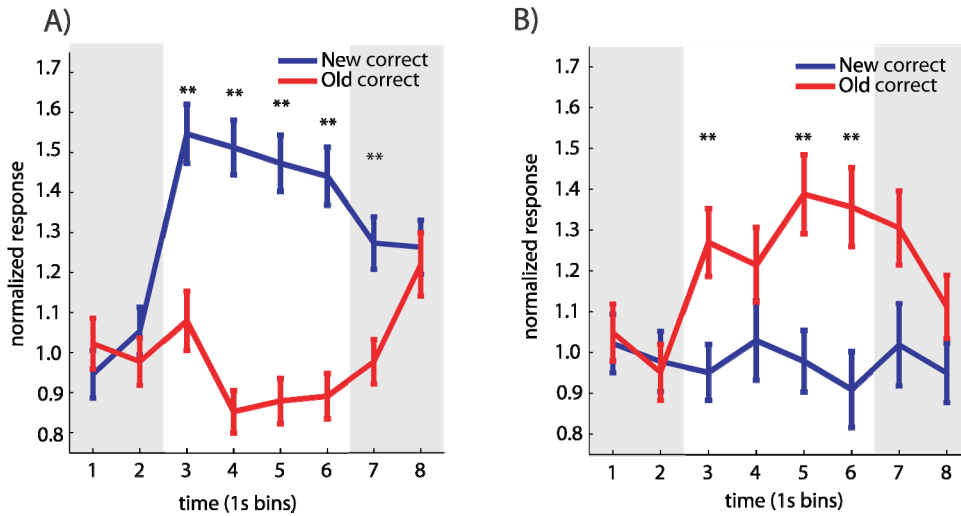 A)
1.7
1.6
1.5
1.4
1.3
1.2
1.1
1.0
0.9
0.8
normalized response
New correct
Old correct
**
**
**
**
**
1 2 3 4 5 6 7 8
time (1s bins)
B)
1.7
1.6
1.5
1.4
1.3
1.2
1.1
1.0
0.9
0.8
normalized response
New correct
Old correct
**
**
**
1 2 3 4 5 6 7 8
time (1s bins)